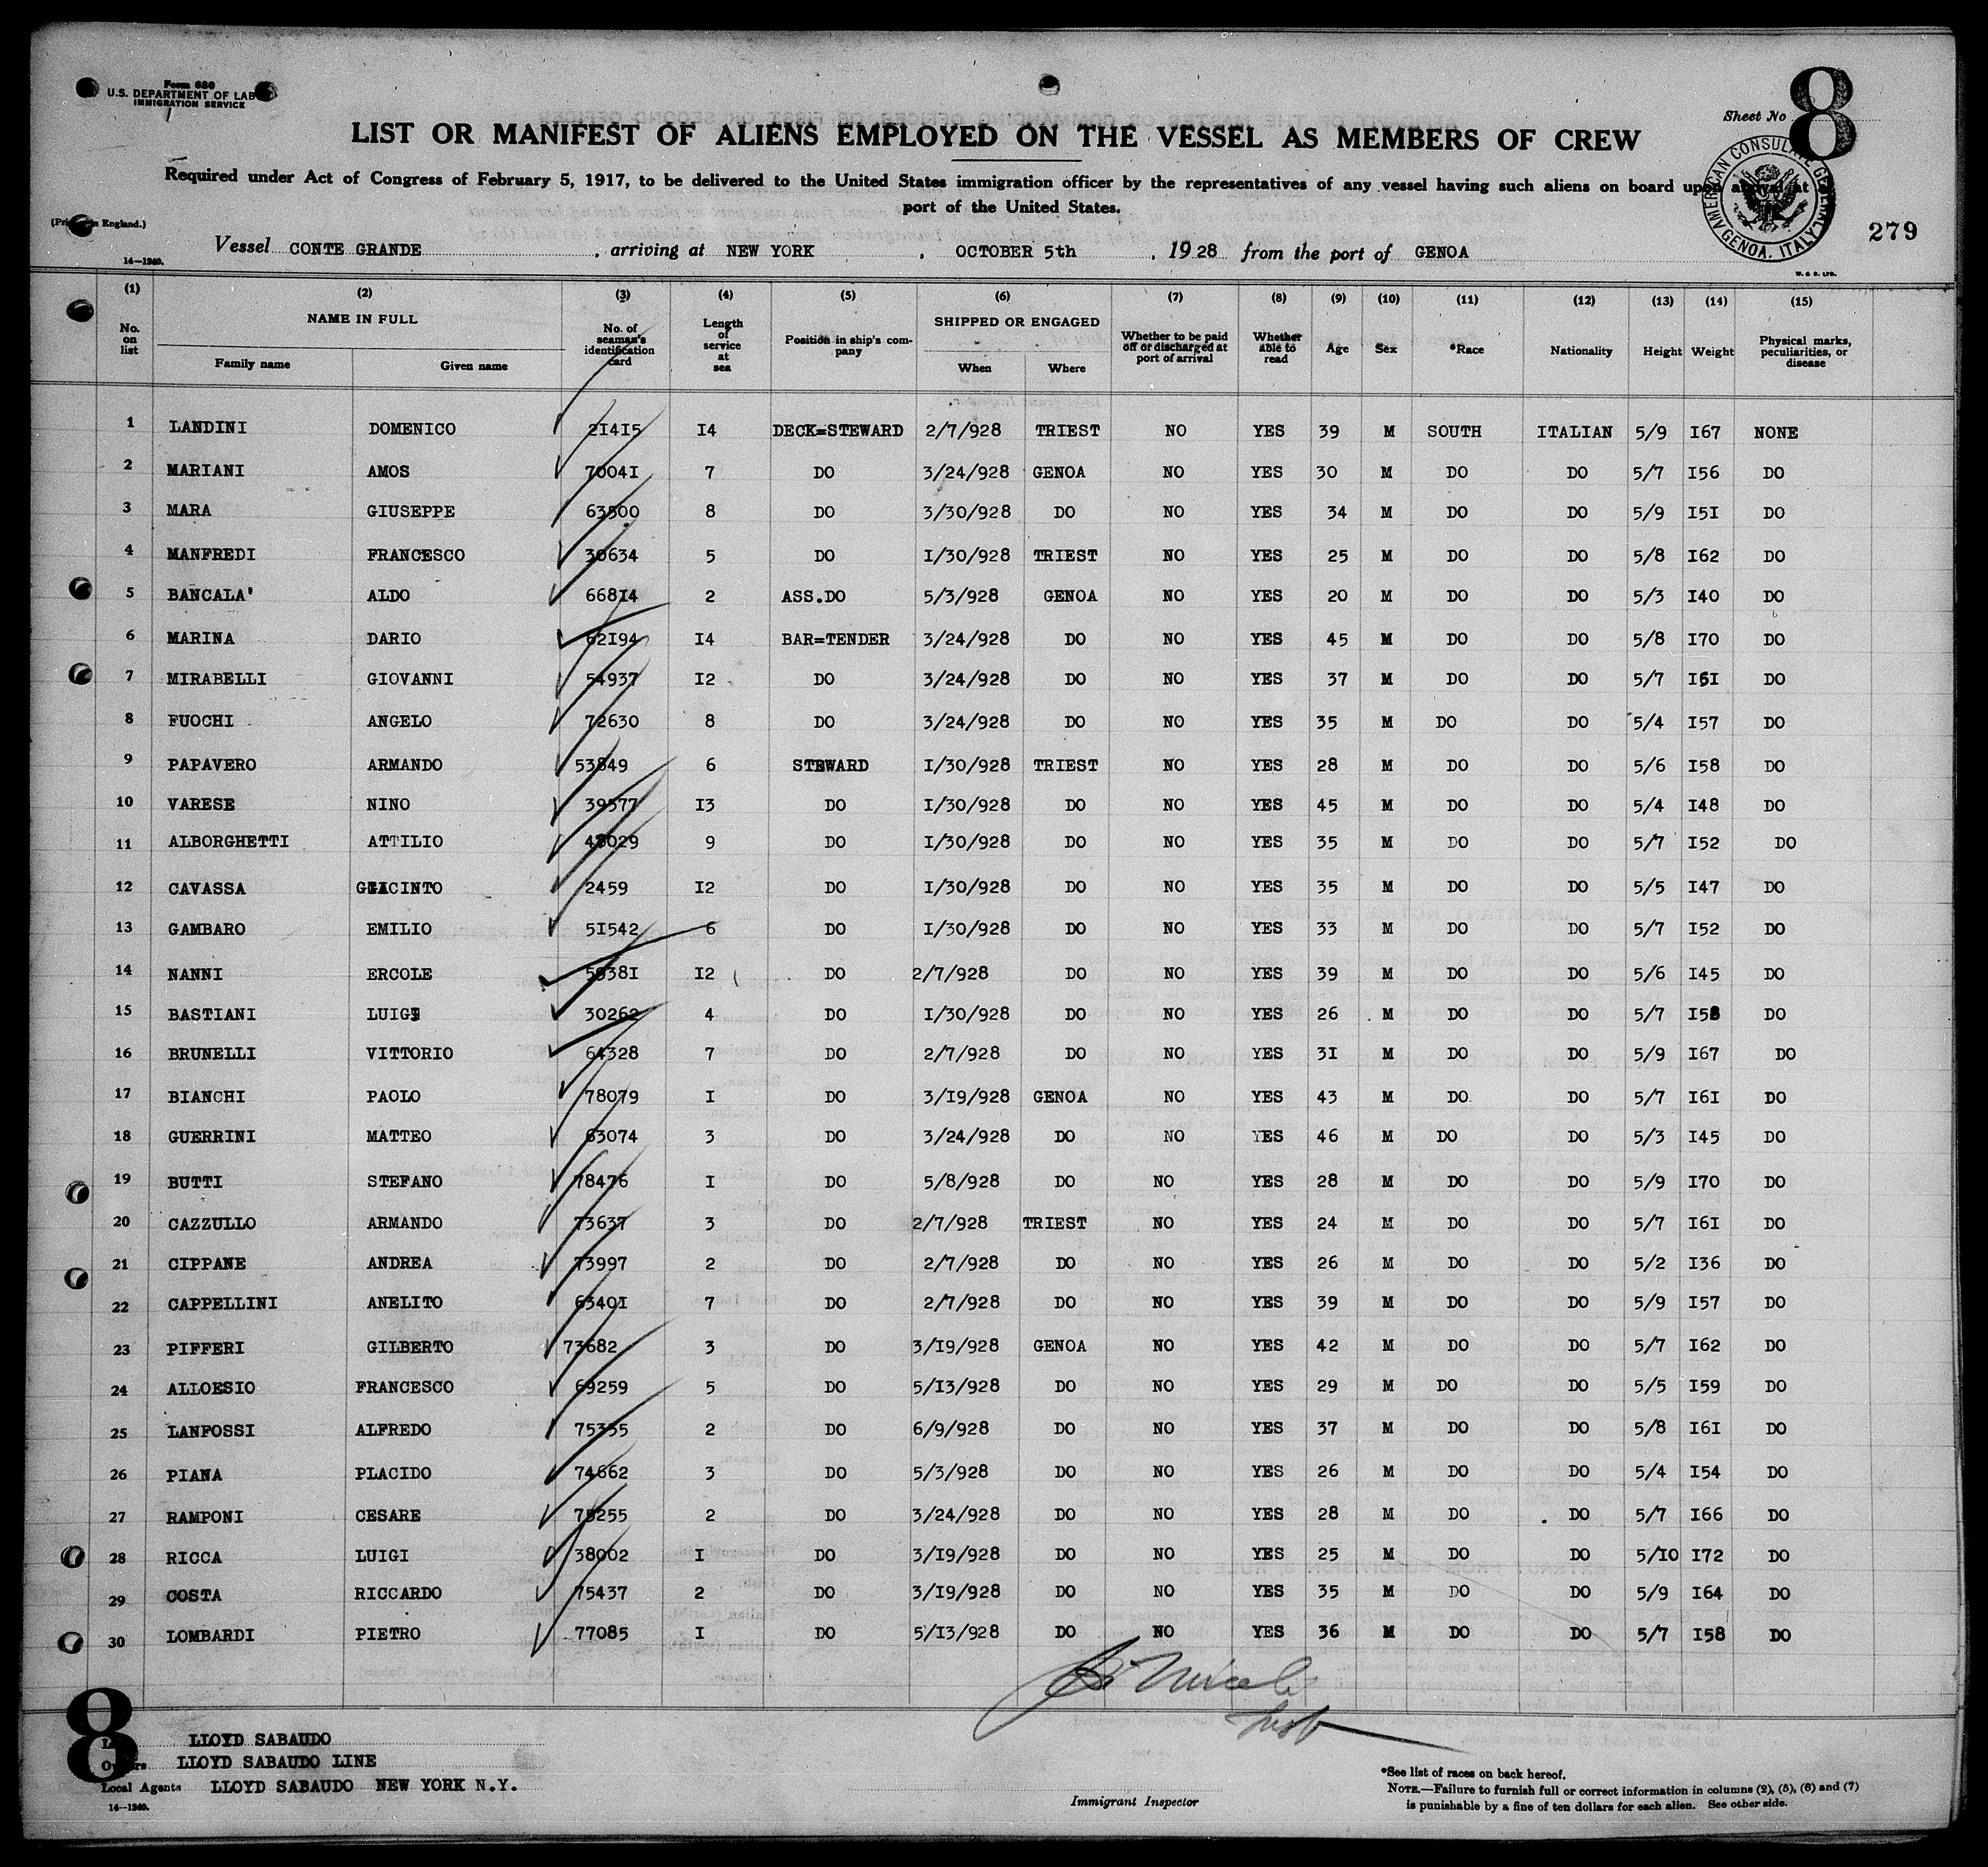 Form 680
U.S. DEPARTMENT OF LAB
IMMIGRATION SERVICE
Sheet No 8
LIST OR MANIFEST OF ALIENS EMPLOYED ON THE VESSEL AS MEMBERS OF CREW
Required under Act of Congress of February 5, 1917, to be delivered to the United States immigration officer by the representatives of any vessel having such aliens on board upon arrival at
port of the United States.
AMERICAN CONSULATE GENERAL GENOA. ITALY
279
England.)
14—1240.
Vessel CONTE GRANDE , arriving at NEW YORK , OCTOBER 5th , 1928 from the port of GENOA
W. & S. LTD.
(1) (2) (3) (4) (5) (6) (7) (8) (9) (10) (11) (12) (13) (14) (15)
No. on list NAME IN FULL Family name Given name No. of seaman's identification card Length of service at sea Position in ship's company SHIPPED OR ENGAGED When Where Whether to be paid off or discharged at port of arrival Whether able to read Age Sex *Race Nationality Height Weight Physical marks, peculiarities, or disease
1 LANDINI DOMENICO 21415 I4 DECK=STEWARD 2/7/928 TRIEST NO YES 39 M SOUTH ITALIAN 5/9 I67 NONE
2 MARIANI AMOS 7004I 7 DO 3/24/928 GENOA NO YES 30 M DO DO 5/7 I56 DO
3 MARA GIUSEPPE 63500 8 DO 3/30/928 DO NO YES 34 M DO DO 5/9 I5I DO
4 MANFREDI FRANCESCO 30634 5 DO I/30/928 TRIEST NO YES 25 M DO DO 5/8 I62 DO
5 BANCALA' ALDO 668I4 2 ASS.DO 5/3/928 GENOA NO YES 20 M DO DO 5/3 I40 DO
6 MARINA DARIO 62I94 I4 BAR=TENDER 3/24/928 DO NO YES 45 M DO DO 5/8 I70 DO
7 MIRABELLI GIOVANNI 54937 I2 DO 3/24/928 DO NO YES 37 M DO DO 5/7 I6I DO
8 FUOCHI ANGELO 72630 8 DO 3/24/928 DO NO YES 35 M DO DO 5/4 I57 DO
9 PAPAVERO ARMANDO 53849 6 STEWARD I/30/928 TRIEST NO YES 28 M DO DO 5/6 I58 DO
10 VARESE NINO 39577 I3 DO I/30/928 DO NO YES 45 M DO DO 5/4 I48 DO
11 ALBORGHETTI ATTILIO 9 DO I/30/928 DO NO YES 35 M DO DO 5/7 I52 DO
12 CAVASSA GIACINTO 2459 I2 DO I/30/928 DO NO YES 35 M DO DO 5/5 I47 DO
13 GAMBARO EMILIO 5I542 6 DO I/30/928 DO NO YES 33 M DO DO 5/7 I52 DO
14 NANNI ERCOLE I2 DO 2/7/928 DO NO YES 39 M DO DO 5/6 I45 DO
15 BASTIANI LUIGI 30262 4 DO I/30/928 DO NO YES 26 M DO DO 5/7 I58 DO
16 BRUNELLI VITTORIO 64328 7 DO 2/7/928 DO NO YES 3I M DO DO 5/9 I67 DO
17 BIANCHI PAOLO 78079 I DO 3/I9/928 GENOA NO YES 43 M DO DO 5/7 I6I DO
18 GUERRINI MATTEO 63074 3 DO 3/24/928 DO NO YES 46 M DO DO 5/3 I45 DO
19 BUTTI STEFANO 78476 I DO 5/8/928 DO NO YES 28 M DO DO 5/9 I70 DO
20 CAZZULLO ARMANDO 73637 3 DO 2/7/928 TRIEST NO YES 24 M DO DO 5/7 I6I DO
21 CIPPANE ANDREA 73997 2 DO 2/7/928 DO NO YES 26 M DO DO 5/2 I36 DO
22 CAPPELLINI ANELITO 6340I 7 DO 2/7/928 DO NO YES 39 M DO DO 5/9 I57 DO
23 PIFFERI GILBERTO 73682 3 DO 3/I9/928 GENOA NO YES 42 M DO DO 5/7 I62 DO
24 ALLOESIO FRANCESCO 69259 5 DO 5/I3/928 DO NO YES 29 M DO DO 5/5 I59 DO
25 LANFOSSI ALFREDO 75355 2 DO 6/9/928 DO NO YES 37 M DO DO 5/8 I6I DO
26 PIANA PLACIDO 74662 3 DO 5/3/928 DO NO YES 26 M DO DO 5/4 I54 DO
27 RAMPONI CESARE 75255 2 DO 3/24/928 DO NO YES 28 M DO DO 5/7 I66 DO
28 RICCA LUIGI 38002 I DO 3/I9/928 DO NO YES 25 M DO DO 5/I0 I72 DO
29 COSTA RICCARDO 75437 2 DO 3/I9/928 DO NO YES 35 M DO DO 5/9 I64 DO
30 LOMBARDI PIETRO 77085 I DO 5/I3/928 DO NO YES 36 M DO DO 5/7 I58 DO
8
LLOYD SABAUDO
Owners LLOYD SABAUDO LINE
Local Agents LLOYD SABAUDO NEW YORK N.Y.
14—1240.
Immigrant Inspector
*See list of races on back hereof.
NOTE.—Failure to furnish full or correct information in columns (2), (5), (6) and (7)
is punishable by a fine of ten dollars for each alien. See other side.